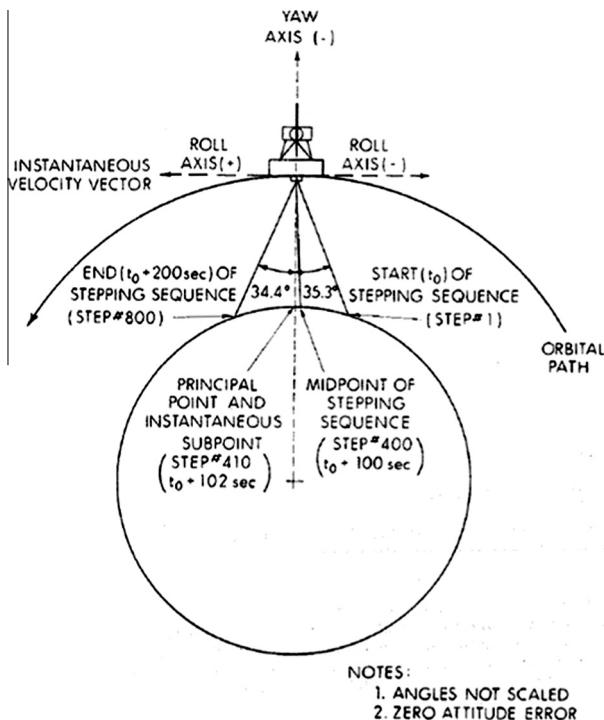 YAW
AXIS (-)
ROLL
AXIS(+)
ROLL
AXIS(-)
INSTANTANEOUS
VELOCITY VECTOR
END (t₀ + 200 sec) OF
STEPPING SEQUENCE
(STEP#800)
34.4°
35.3°
START (t₀) OF
STEPPING SEQUENCE
(STEP#1)
ORBITAL
PATH
PRINCIPAL
POINT AND
INSTANTANEOUS
SUBPOINT
(STEP#410
t₀ + 102 sec)
MIDPOINT OF
STEPPING
SEQUENCE
(STEP#400
t₀ + 100 sec)
NOTES:
1. ANGLES NOT SCALED
2. ZERO ATTITUDE ERROR